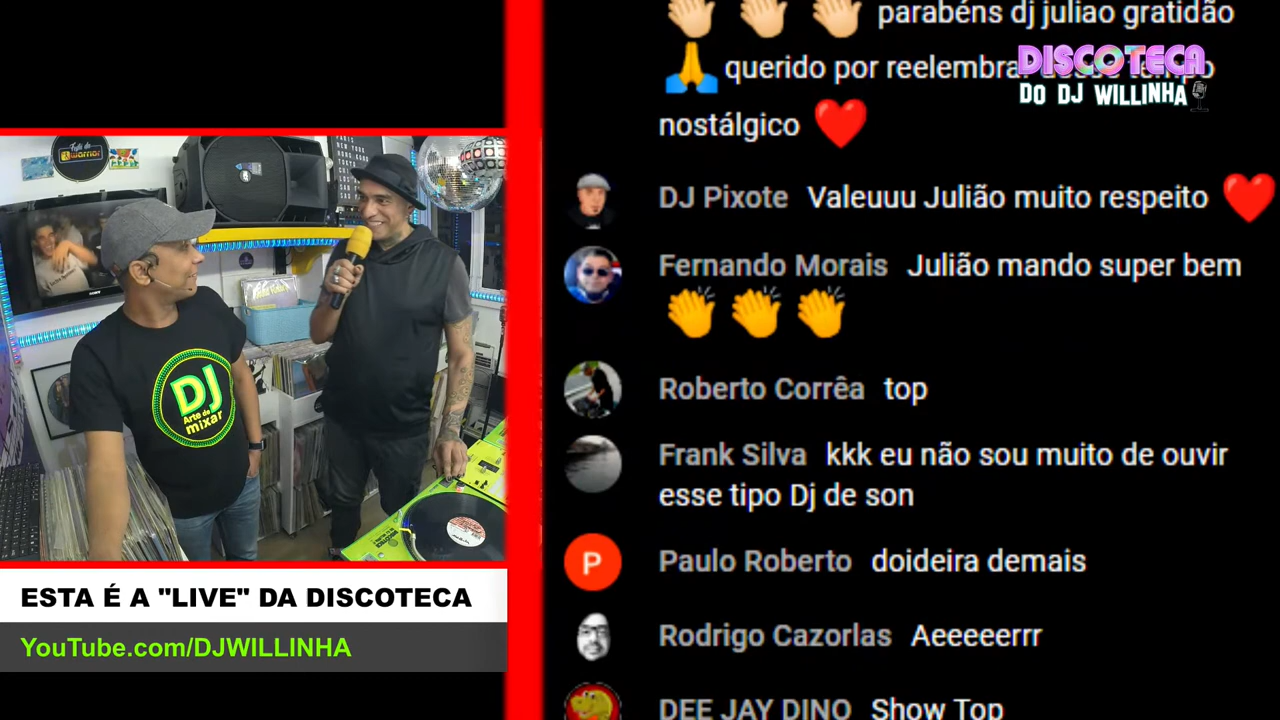 parabéns dj juliao gratidão
querido por reelembra
nostálgico
DISCOTECA
DO DJ WILLINHA
DJ Pixote Valeuuu Julião muito respeito
Fernando Morais Julião mando super bem
Roberto Corrêa top
Frank Silva kkk eu não sou muito de ouvir
esse tipo Dj de son
P Paulo Roberto doideira demais
Rodrigo Cazorlas Aeeeeerrr
DEE JAY DINO Show Top
warrior
DJ
Arte de
mixar
ESTA É A "LIVE" DA DISCOTECA
YouTube.com/DJWILLINHA